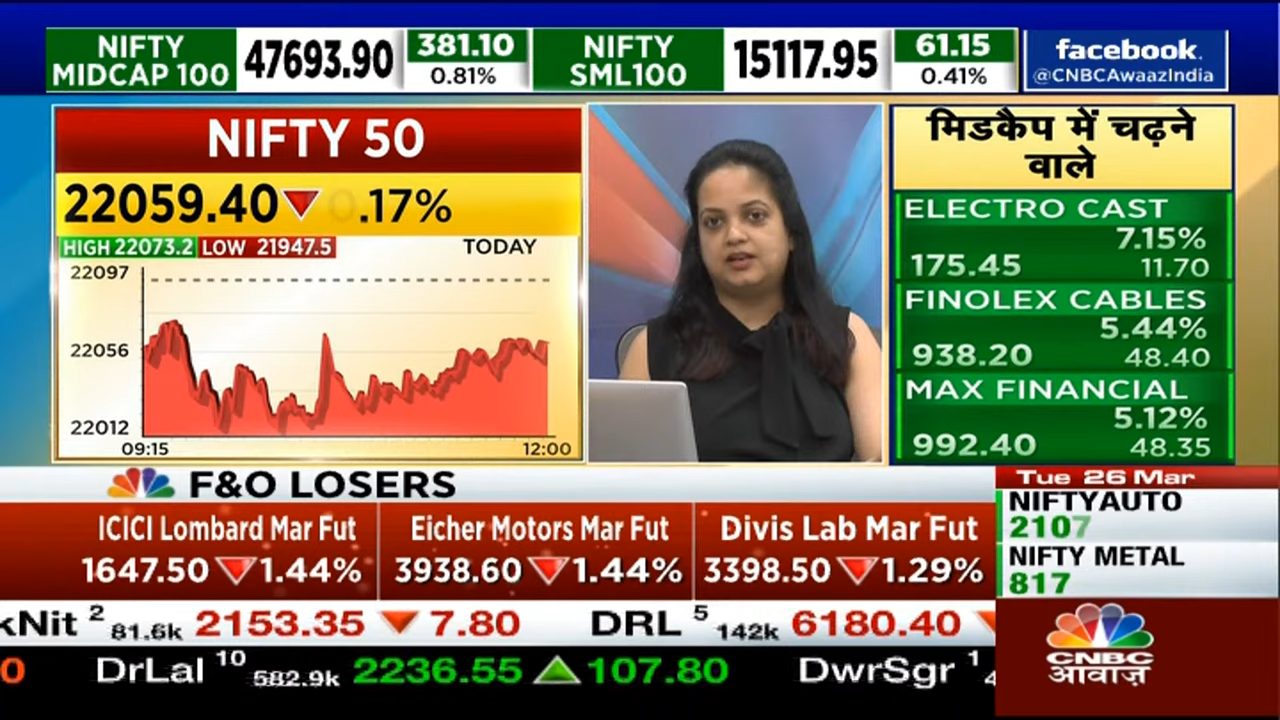 NIFTY
MIDCAP 100
47693.90
381.10
0.81%
NIFTY
SML100
15117.95
61.15
0.41%
facebook.
@CNBCAwaazIndia
NIFTY 50
22059.40 0.17%
HIGH 22073.2 LOW 21947.5 TODAY
22097
22056
22012
09:15 12:00
मिडकैप में चढ़ने
वाले
ELECTRO CAST
7.15%
175.45 11.70
FINOLEX CABLES
5.44%
938.20 48.40
MAX FINANCIAL
5.12%
992.40 48.35
F&O LOSERS
ICICI Lombard Mar Fut
1647.50 1.44%
Eicher Motors Mar Fut
3938.60 1.44%
Divis Lab Mar Fut
3398.50 1.29%
Tue 26 Mar
NIFTYAUTO
2107
NIFTY METAL
817
kNit 2 81.6k 2153.35 7.80 DRL 5 142k 6180.40
0 DrLal 10 582.9k 2236.55 107.80 DwrSgr 1 4
CNBC
आवाज़